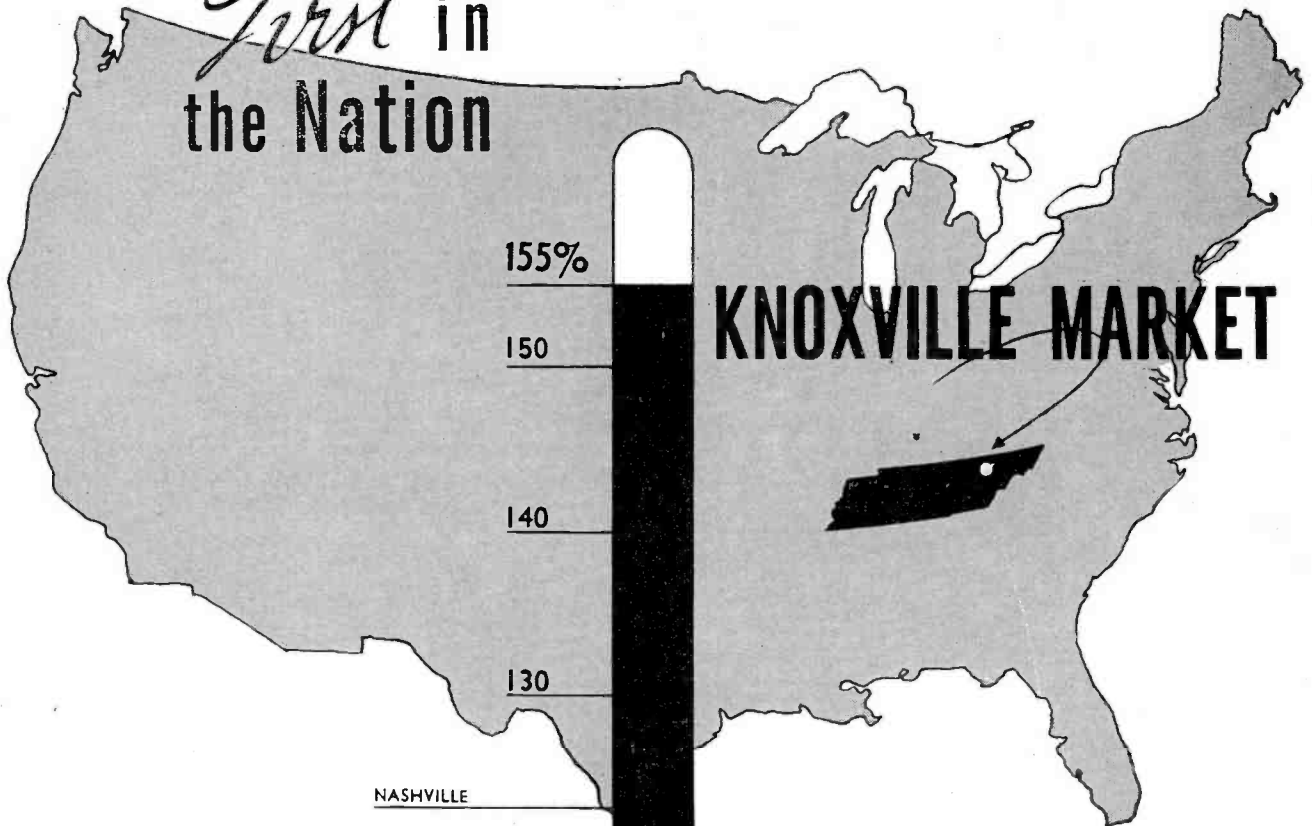 First in
the Nation
155%
KNOXVILLE MARKET
150
140
130
NASHVILLE